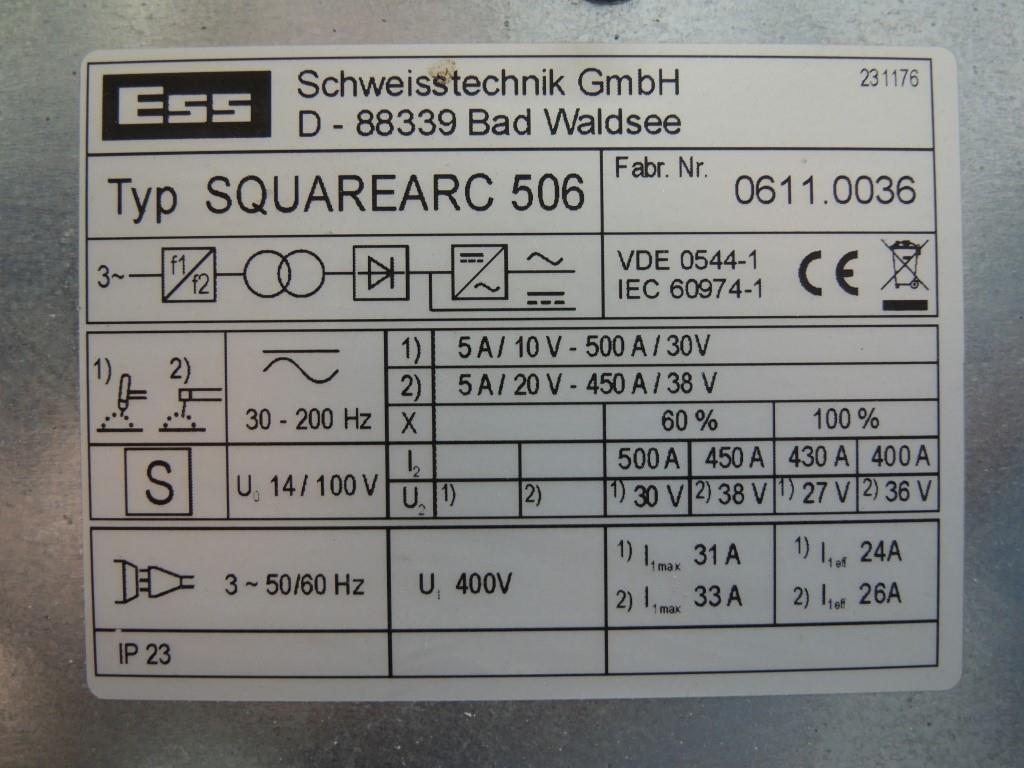 Ess
Schweisstechnik GmbH
D - 88339 Bad Waldsee
231176
Typ SQUAREARC 506
Fabr. Nr.
0611.0036
3~
f1
f2
VDE 0544-1
IEC 60974-1
CE
1) 2)
30 - 200 Hz
1) 5 A / 10 V - 500 A / 30V
2) 5 A / 20 V - 450 A / 38 V
X 60 % 100 %
S
U0 14 / 100 V
I2 500 A 450 A 430 A 400 A
U2 1) 2) 1) 30 V 2) 38 V 1) 27 V 2) 36 V
3 ~ 50/60 Hz
U1 400V
1) I1max 31 A
2) I1max 33 A
1) I1eff 24A
2) I1eff 26A
IP 23